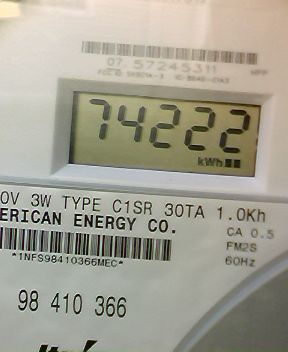 07. 57245311
NPP
74222
kWh
0V 3W TYPE C1SR 30TA 1.0Kh
ERICAN ENERGY CO.
CA 0.5
FM2S
*1NFS98410366MEC*
60Hz
98 410 366